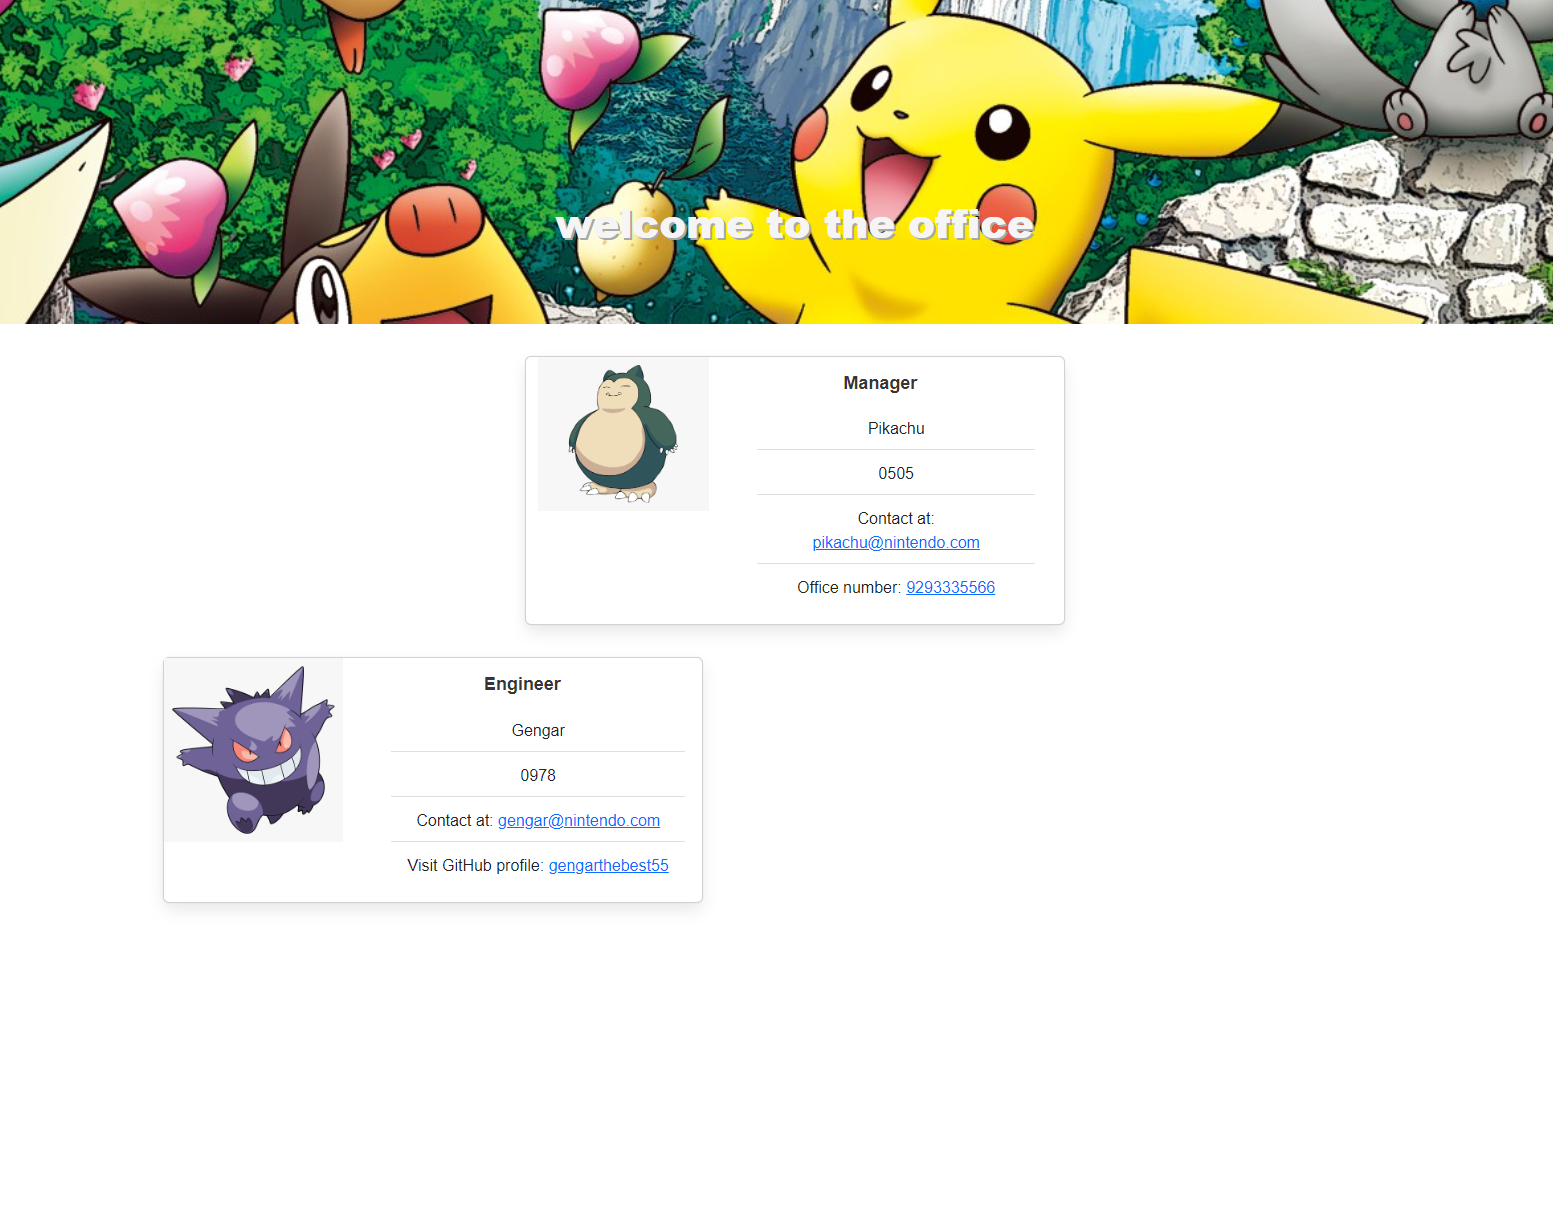 welcome to the office
Manager
Pikachu
0505
Contact at:
pikachu@nintendo.com
Office number: 9293335566
Engineer
Gengar
0978
Contact at: gengar@nintendo.com
Visit GitHub profile: gengarthebest55